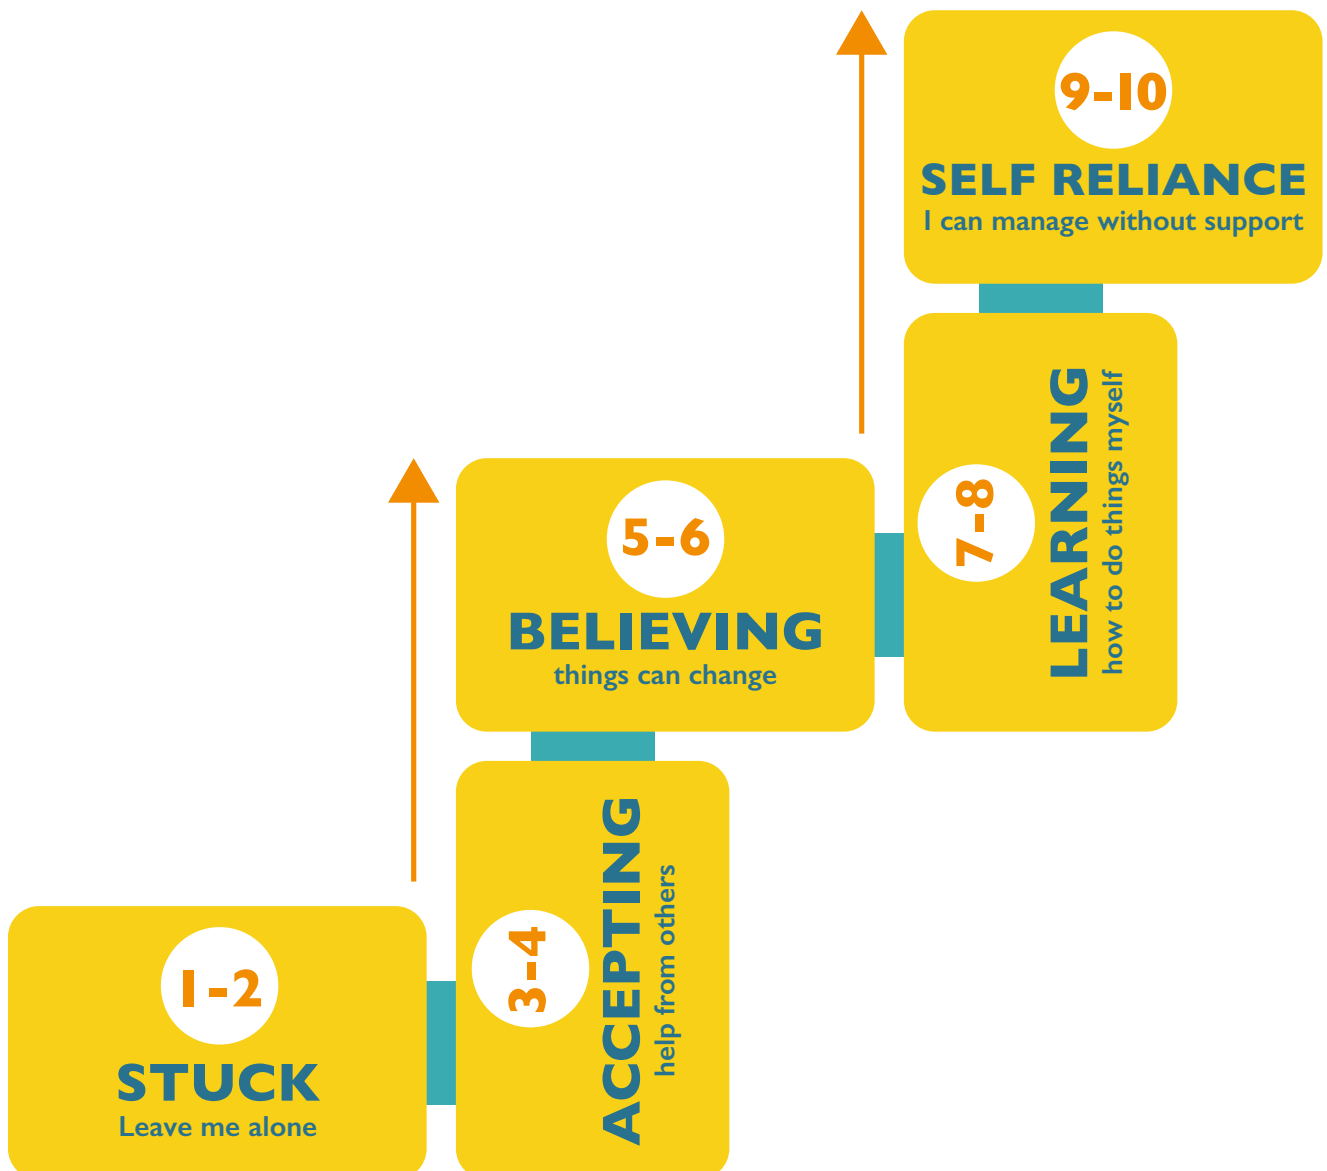 9-10
SELF RELIANCE
I can manage without support
7-8
LEARNING
how to do things myself
5-6
BELIEVING
things can change
3-4
ACCEPTING
help from others
1-2
STUCK
Leave me alone